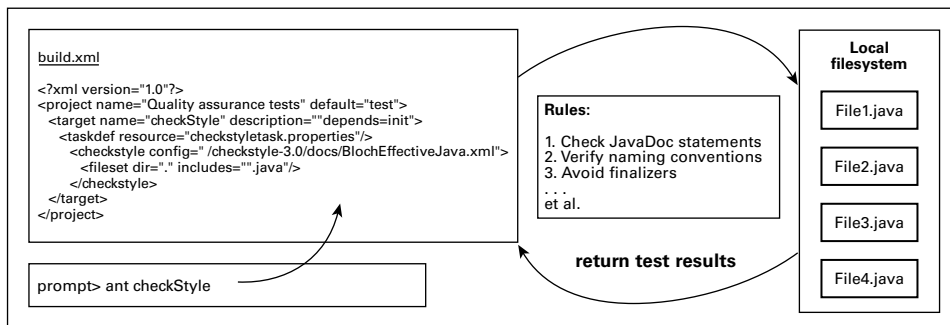 build.xml
<?xml version="1.0"?>
<project name="Quality assurance tests" default="test">
<target name="checkStyle" description=""depends=init">
<taskdef resource="checkstyletask.properties"/>
<checkstyle config=" /checkstyle-3.0/docs/BlochEffectiveJava.xml">
<fileset dir="." includes="".java"/>
</checkstyle>
</target>
</project>
prompt> ant checkStyle
Rules:
1. Check JavaDoc statements
2. Verify naming conventions
3. Avoid finalizers
. . .
et al.
return test results
Local
filesystem
File1.java
File2.java
File3.java
File4.java